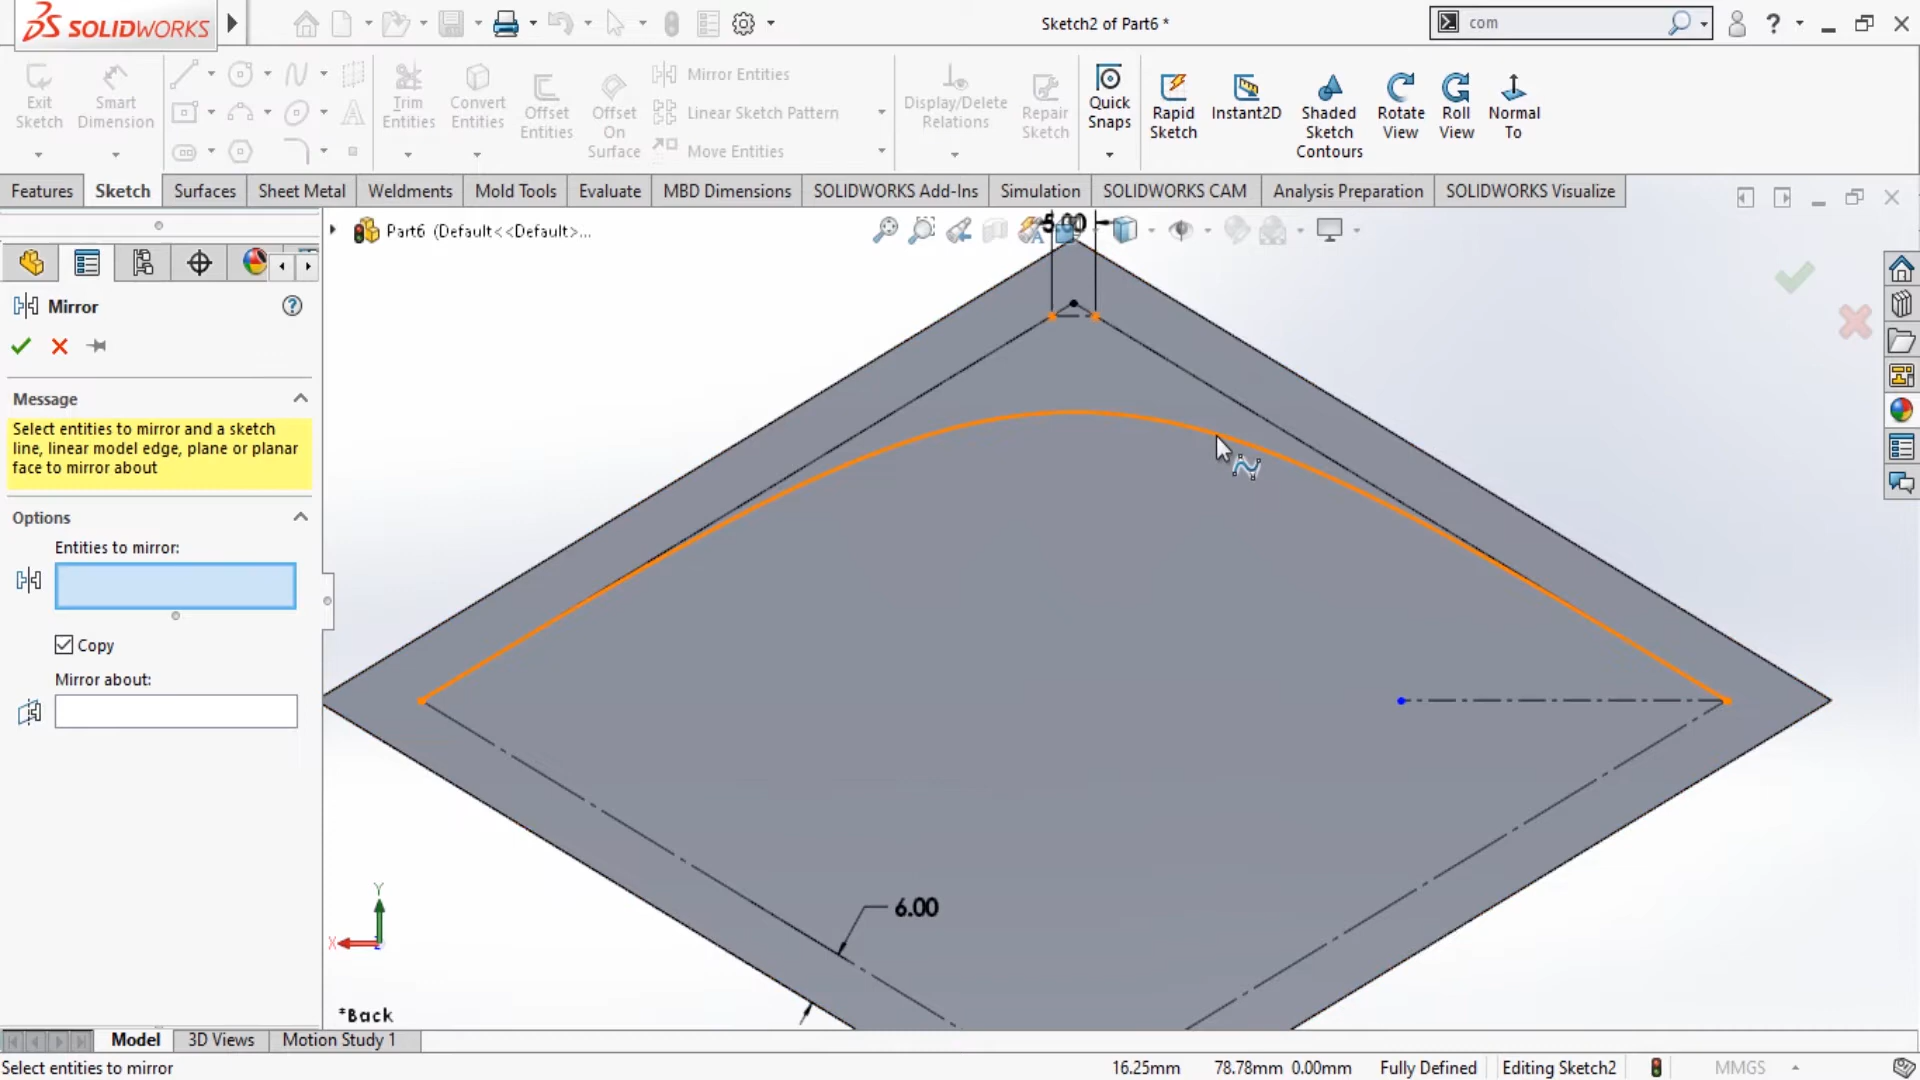 SOLIDWORKS
Sketch2 of Part6 *
com
Exit Sketch
Smart Dimension
Trim Entities
Convert Entities
Offset Entities
Offset On Surface
Mirror Entities
Linear Sketch Pattern
Move Entities
Display/Delete Relations
Repair Sketch
Quick Snaps
Rapid Sketch
Instant2D
Shaded Sketch Contours
Rotate View
Roll View
Normal To
Features
Sketch
Surfaces
Sheet Metal
Weldments
Mold Tools
Evaluate
MBD Dimensions
SOLIDWORKS Add-Ins
Simulation
SOLIDWORKS CAM
Analysis Preparation
SOLIDWORKS Visualize
Part6 (Default<<Default>...
5.00
Mirror
Message
Select entities to mirror and a sketch
line, linear model edge, plane or planar
face to mirror about
Options
Entities to mirror:
Copy
Mirror about:
6.00
Y
X
*Back
Model
3D Views
Motion Study 1
Select entities to mirror
16.25mm
78.78mm 0.00mm
Fully Defined
Editing Sketch2
MMGS